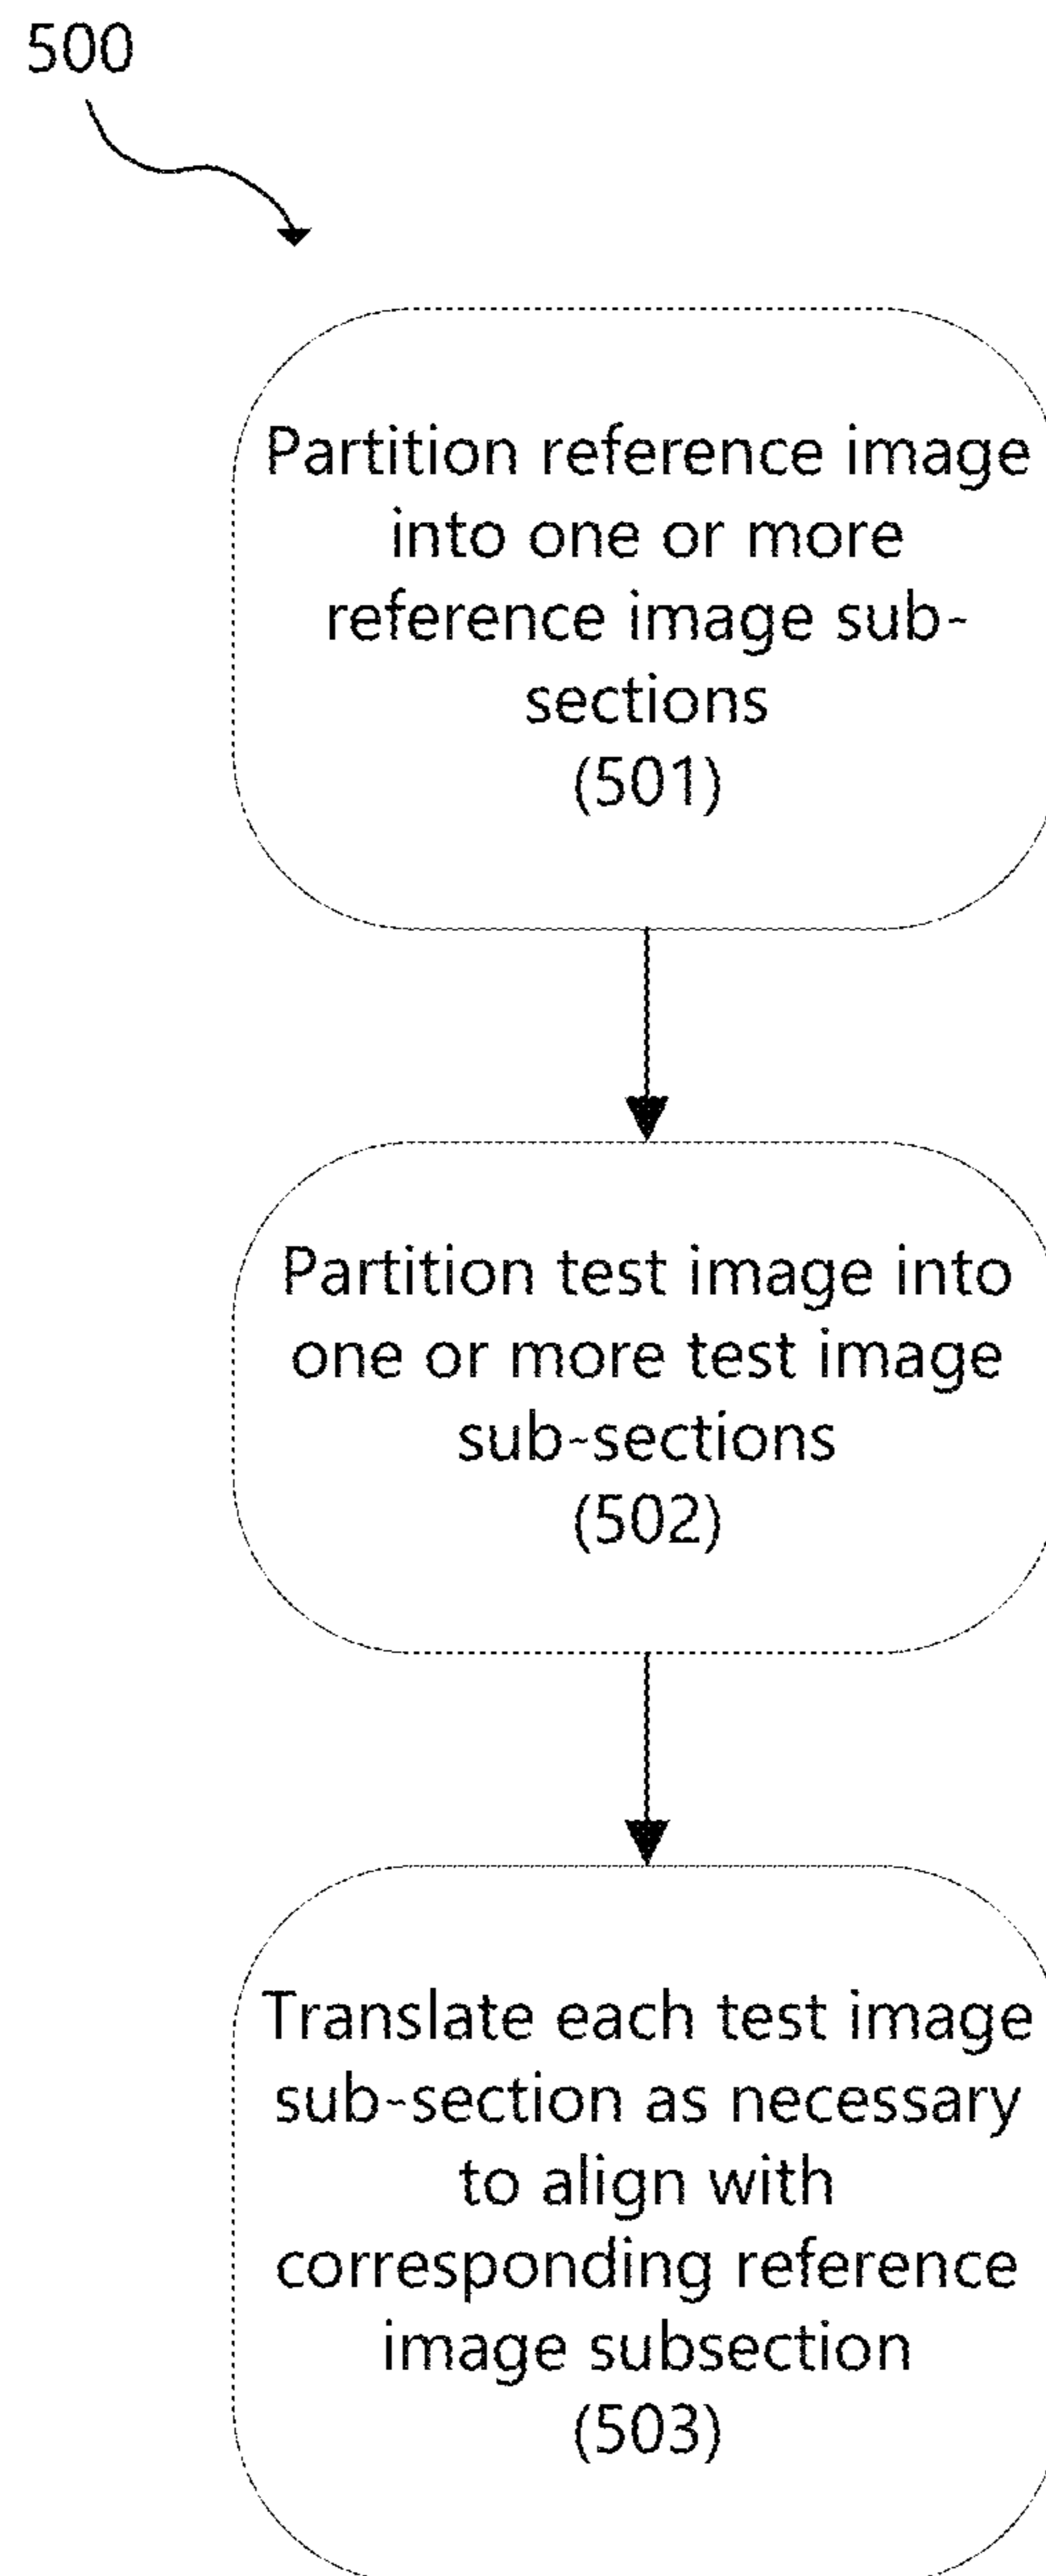 500
Partition reference image
into one or more
reference image sub-
sections
(501)
Partition test image into
one or more test image
sub-sections
(502)
Translate each test image
sub-section as necessary
to align with
corresponding reference
image subsection
(503)